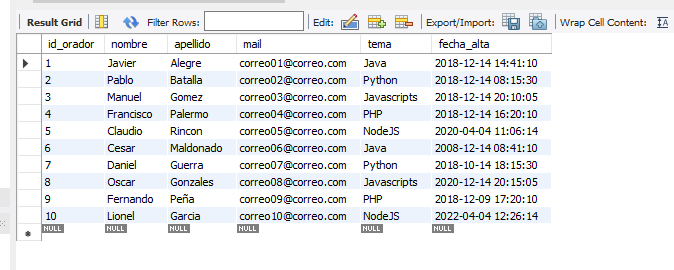 Result Grid Filter Rows: Edit: Export/Import: Wrap Cell Content: IA
id_orador nombre apellido mail tema fecha_alta
1 Javier Alegre correo01@correo.com Java 2018-12-14 14:41:10
2 Pablo Batalla correo02@correo.com Python 2018-12-14 08:15:30
3 Manuel Gomez correo03@correo.com Javascripts 2018-12-14 20:10:05
4 Francisco Palermo correo04@correo.com PHP 2018-12-14 16:20:10
5 Claudio Rincon correo05@correo.com NodeJS 2020-04-04 11:06:14
6 Cesar Maldonado correo06@correo.com Java 2008-12-14 08:41:10
7 Daniel Guerra correo07@correo.com Python 2018-10-14 18:15:30
8 Oscar Gonzales correo08@correo.com Javascripts 2020-12-14 20:15:05
9 Fernando Peña correo09@correo.com PHP 2018-12-09 17:20:10
10 Lionel Garcia correo10@correo.com NodeJS 2022-04-04 12:26:14
NULL NULL NULL NULL NULL NULL